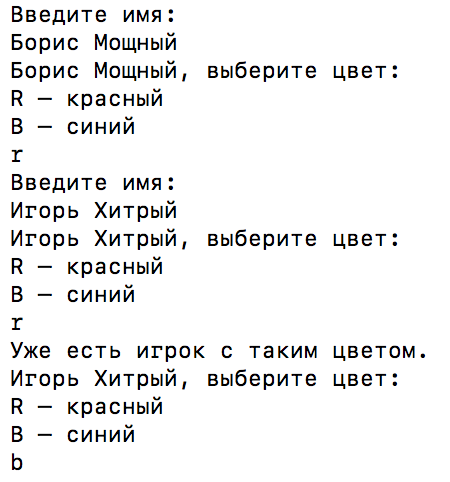 Введите имя:
Борис Мощный
Борис Мощный, выберите цвет:
R — красный
B — синий
r
Введите имя:
Игорь Хитрый
Игорь Хитрый, выберите цвет:
R — красный
B — синий
r
Уже есть игрок с таким цветом.
Игорь Хитрый, выберите цвет:
R — красный
B — синий
b